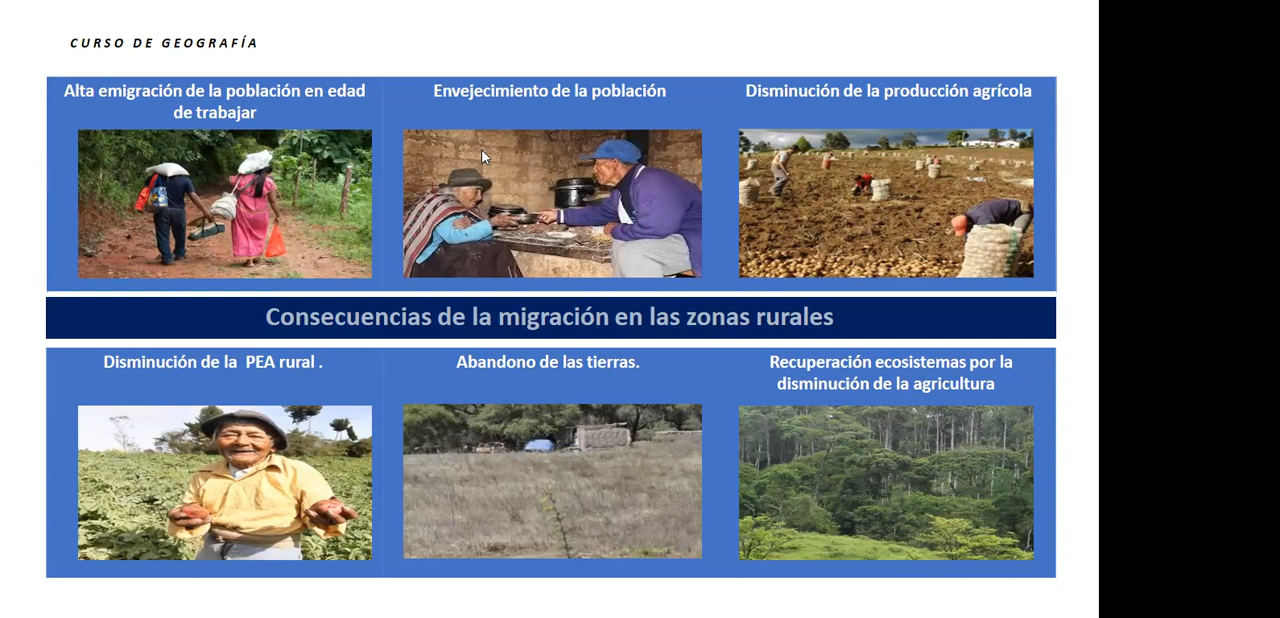 CURSO DE GEOGRAFÍA
Alta emigración de la población en edad
de trabajar
Envejecimiento de la población
Disminución de la producción agrícola
Consecuencias de la migración en las zonas rurales
Disminución de la  PEA rural .
Abandono de las tierras.
Recuperación ecosistemas por la
disminución de la agricultura